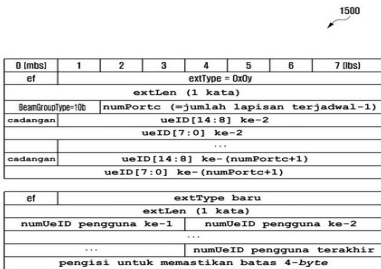 1500
0 (mbs) 1 2 3 4 5 6 7 (lbs)
ef extType = 0x0y
extLen (1 kata)
BeamGroupType=10b numPortc (=jumlah lapisan terjadwal-1)
cadangan ueID[14:8] ke-2
ueID[7:0] ke-2
...
cadangan ueID[14:8] ke-(numPortc+1)
ueID[7:0] ke-(numPortc+1)
ef extType baru
extLen (1 kata)
numUeID pengguna ke-1 numUeID pengguna ke-2
...
... numUeID pengguna terakhir
pengisi untuk memastikan batas 4-byte